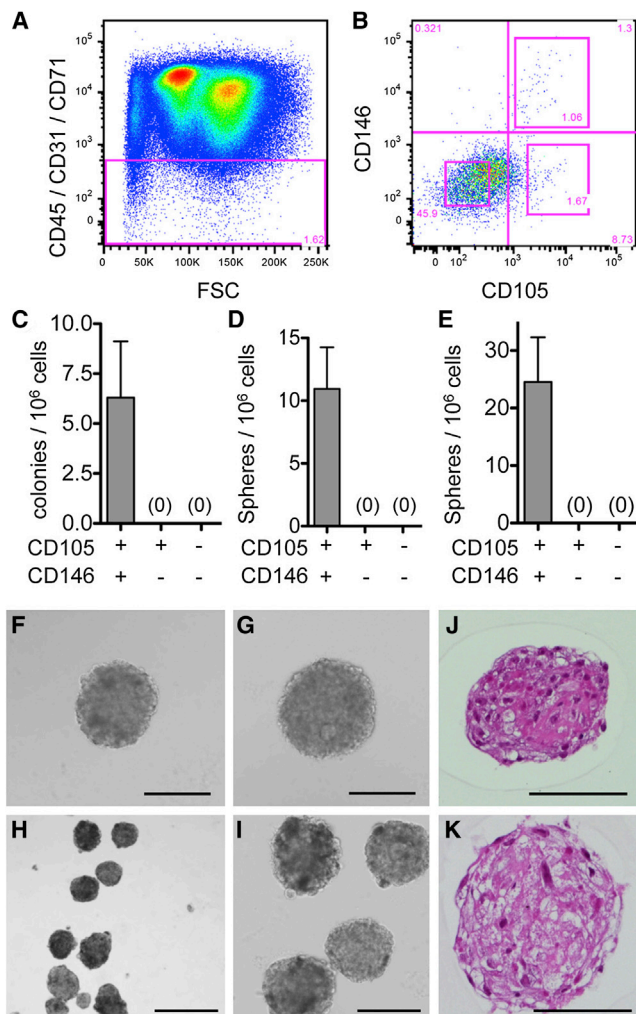 A
CD45 / CD31 / CD71
10^5
10^4
10^3
10^2
0
1.62
0 50K 100K 150K 200K 250K
FSC
B
CD146
10^5
10^4
10^3
10^2
0
0.321
1.3
1.06
1.67
45.9
8.73
0 10^2 10^3 10^4 10^5
CD105
C
colonies / 10^6 cells
10.0
7.5
5.0
2.5
0.0
(0) (0)
CD105 + + -
CD146 + - -
D
Spheres / 10^6 cells
15
10
5
0
(0) (0)
CD105 + + -
CD146 + - -
E
Spheres / 10^6 cells
30
20
10
0
(0) (0)
CD105 + + -
CD146 + - -
F
G
J
H
I
K